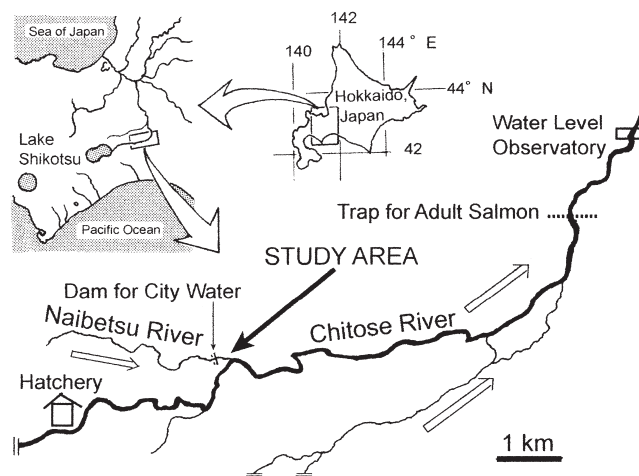 Sea of Japan
142
140
144° E
44° N
Hokkaido,
Japan
42
Lake
Shikotsu
Pacific Ocean
Water Level
Observatory
Trap for Adult Salmon
STUDY AREA
Dam for City Water
Naibetsu River
Chitose River
Hatchery
1 km